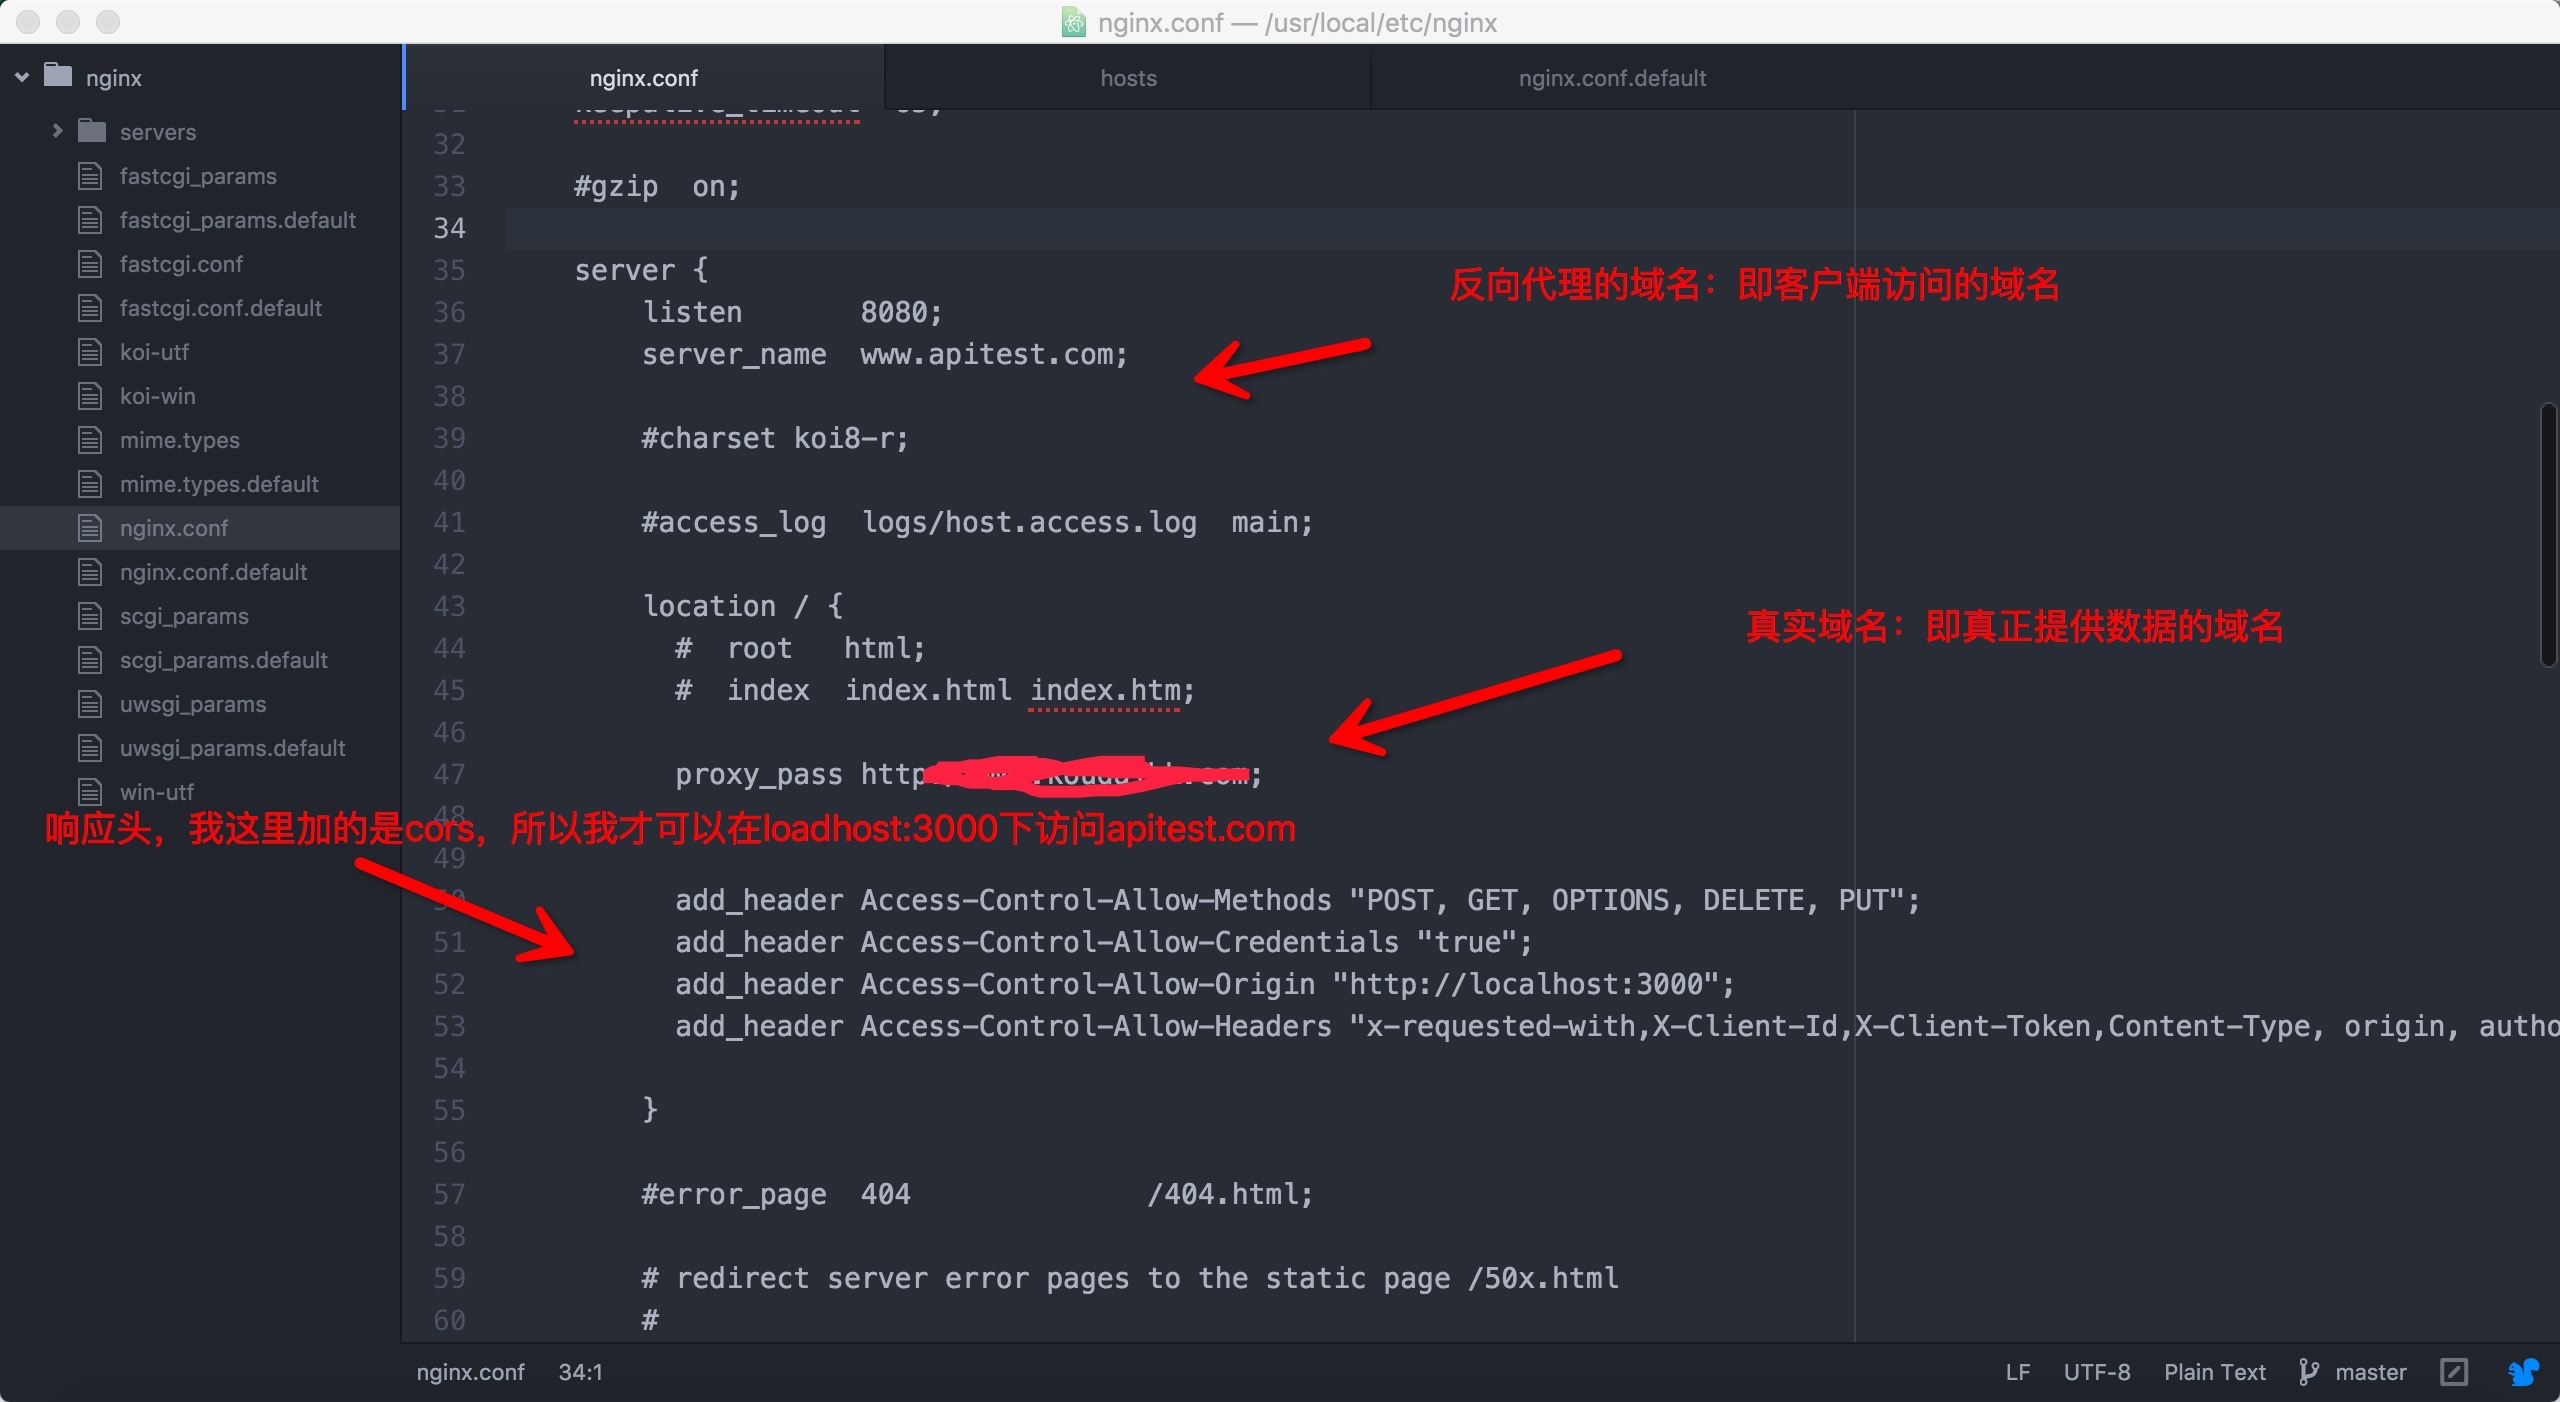 nginx.conf — /usr/local/etc/nginx
nginx
servers
fastcgi_params
fastcgi_params.default
fastcgi.conf
fastcgi.conf.default
koi-utf
koi-win
mime.types
mime.types.default
nginx.conf
nginx.conf.default
scgi_params
scgi_params.default
uwsgi_params
uwsgi_params.default
win-utf
nginx.conf
hosts
nginx.conf.default
32
33 #gzip  on;
34
35 server {
36 listen       8080;
反向代理的域名：即客户端访问的域名
37 server_name  www.apitest.com;
38
39 #charset koi8-r;
40
41 #access_log  logs/host.access.log  main;
42
43 location / {
真实域名：即真正提供数据的域名
44 #  root   html;
45 #  index  index.html index.htm;
46
47 proxy_pass http
48
响应头，我这里加的是cors，所以我才可以在loadhost:3000下访问apitest.com
49
50 add_header Access-Control-Allow-Methods "POST, GET, OPTIONS, DELETE, PUT";
51 add_header Access-Control-Allow-Credentials "true";
52 add_header Access-Control-Allow-Origin "http://localhost:3000";
53 add_header Access-Control-Allow-Headers "x-requested-with,X-Client-Id,X-Client-Token,Content-Type, origin, autho
54
55 }
56
57 #error_page  404              /404.html;
58
59 # redirect server error pages to the static page /50x.html
60 #
nginx.conf 34:1
LF UTF-8 Plain Text master